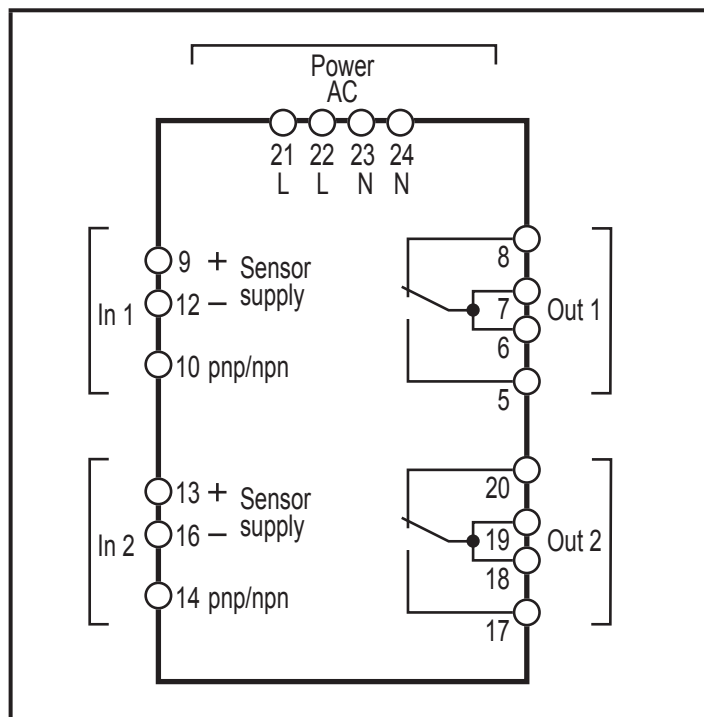 Power
AC
21 22 23 24
L L N N
In 1
9 + Sensor
supply
12 –
10 pnp/npn
8
7
6
5
Out 1
In 2
13 + Sensor
supply
16 –
14 pnp/npn
20
19
18
17
Out 2